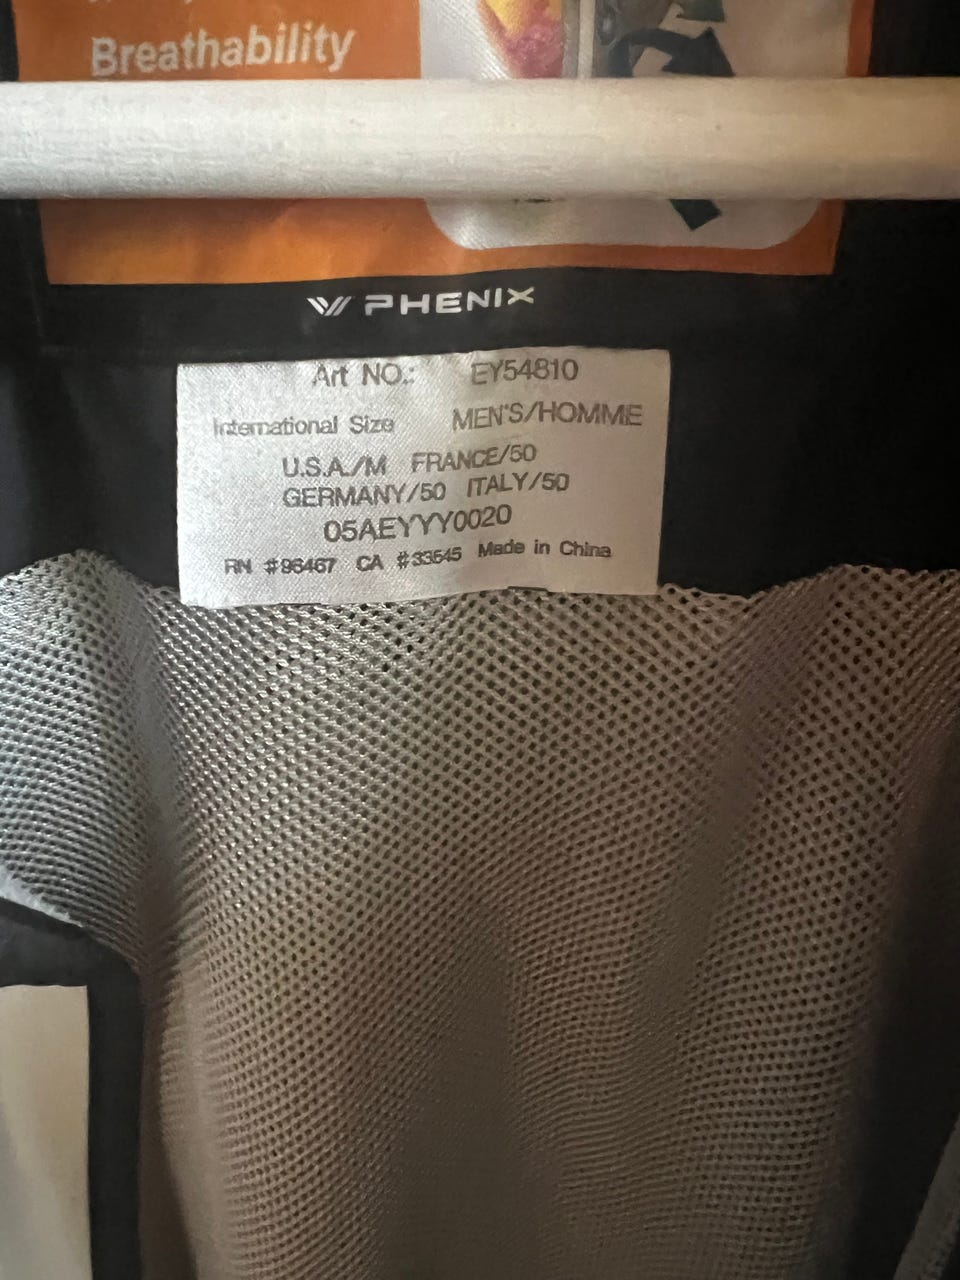 Breathability
PHENIX
Art NO.: EY54810
International Size MEN'S/HOMME
U.S.A./M FRANCE/50
GERMANY/50 ITALY/50
05AEYYY0020
RN #96467 CA #33545 Made in China